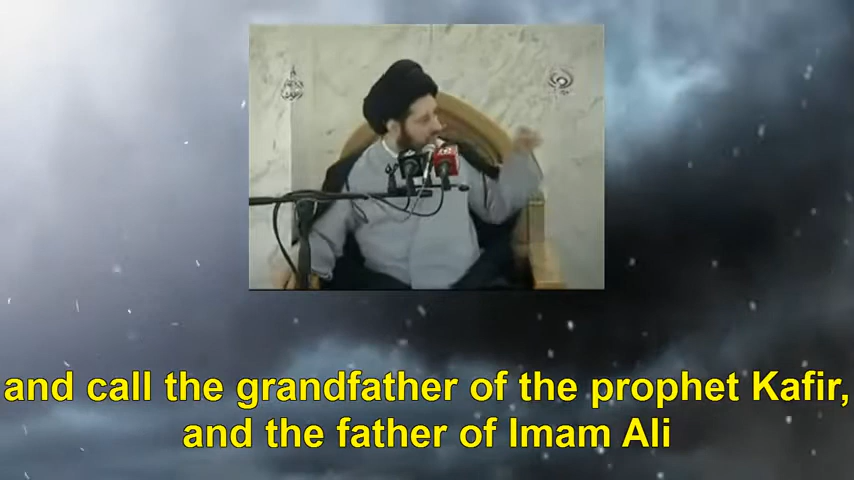 and call the grandfather of the prophet Kafir,
and the father of Imam Ali